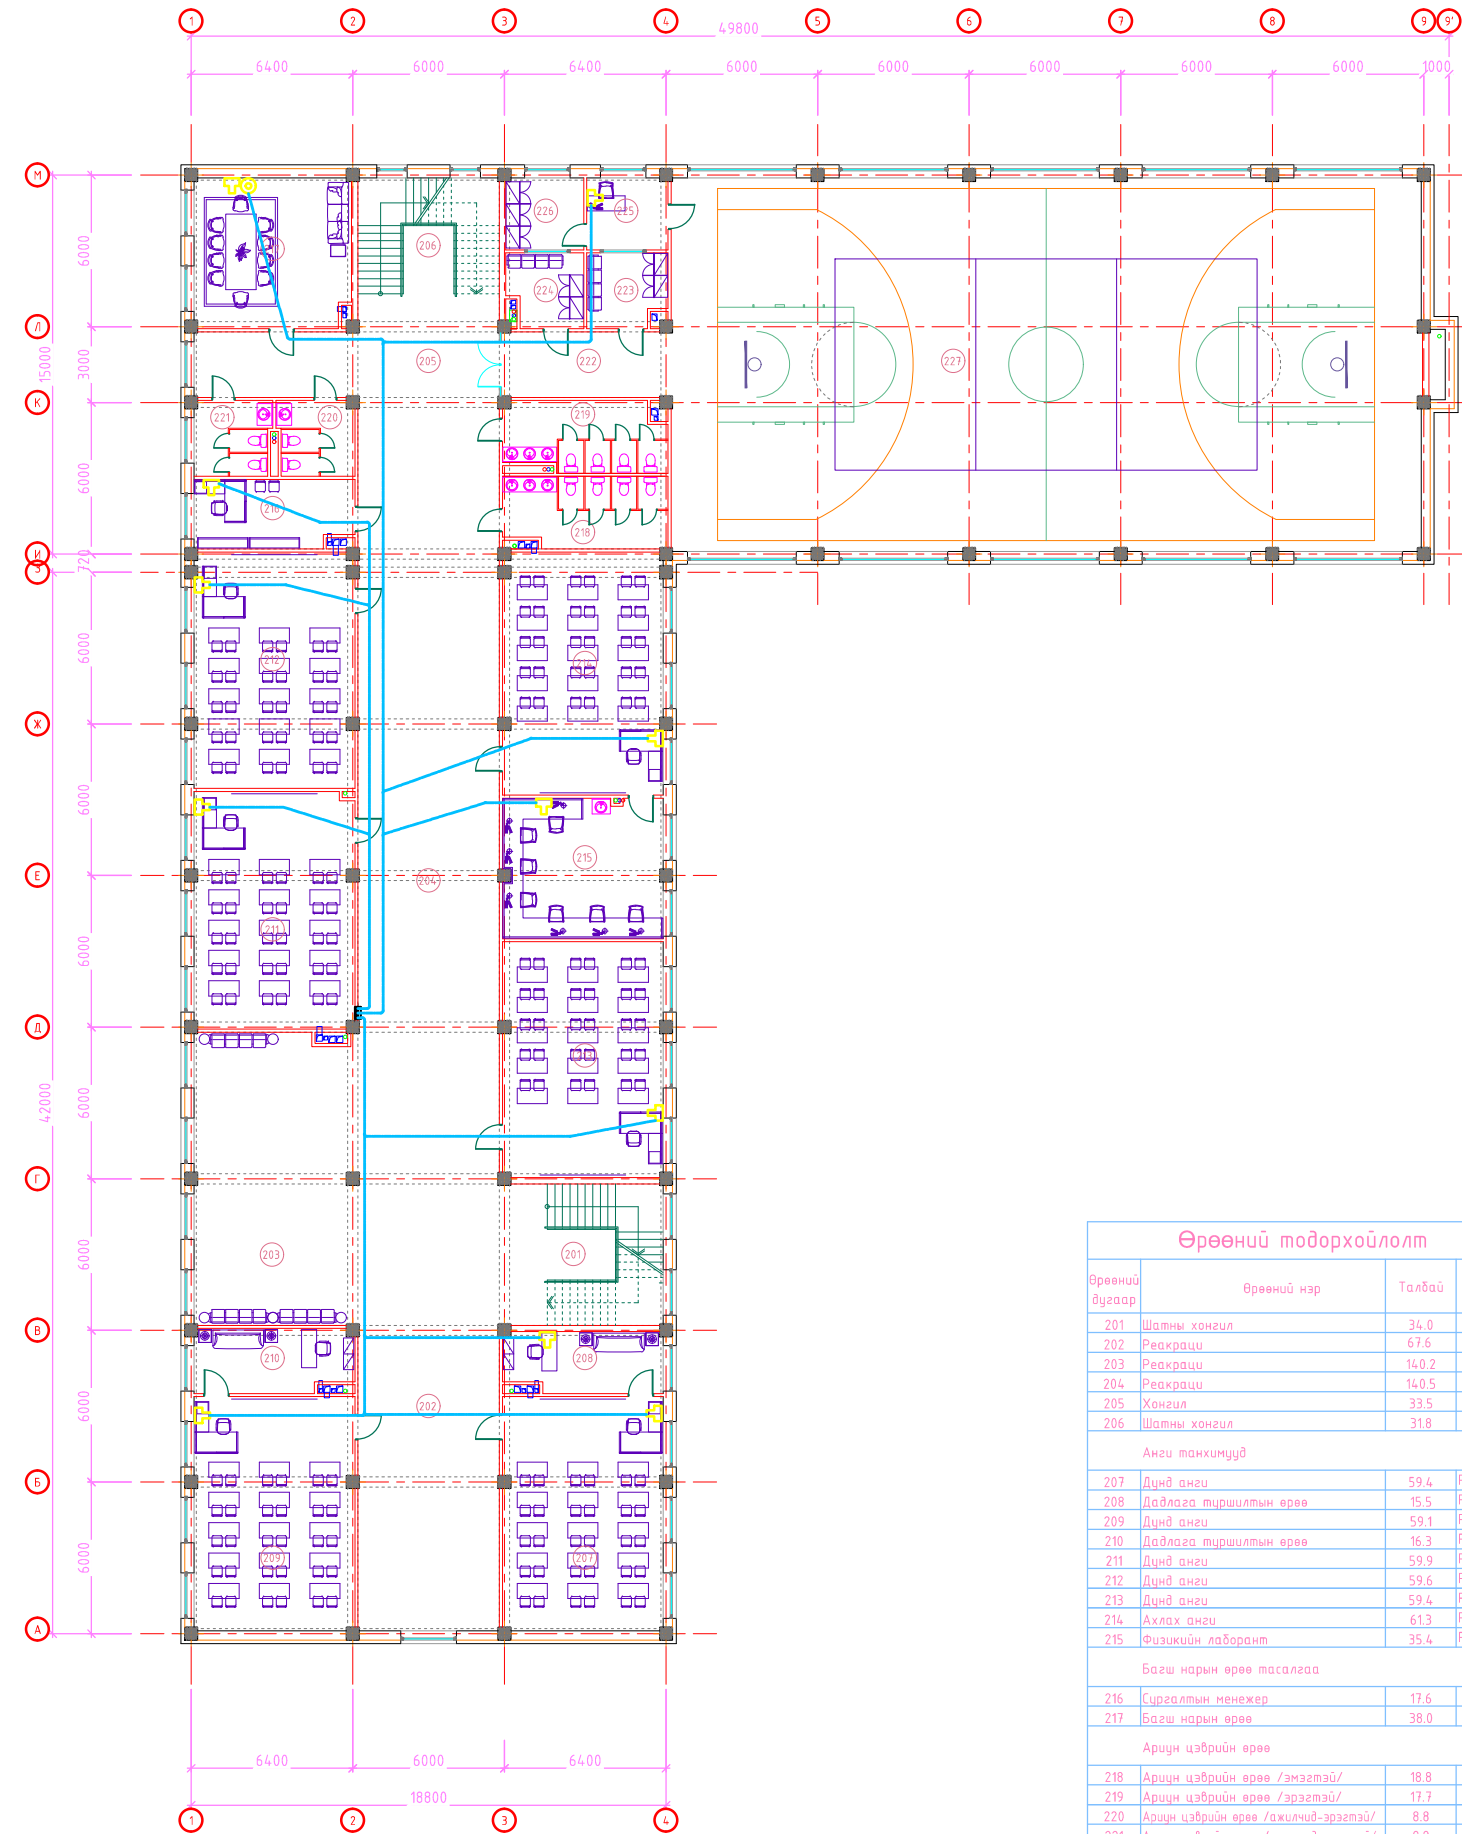 1 2 3 4 5 6 7 8 9 9'
49800
6400 6000 6400 6000 6000 6000 6000 6000 1000
М
Л
К
И
З
Ж
Е
Д
Г
В
Б
А
15000
42000
6000
3000
6000
720
6000
6000
6000
6000
6000
6000
6000
226
225
206
224
223
205
222
227
221
220
219
218
212
215
204
211
203
201
210
208
202
209
207
6400 6000 6400
18800
1 2 3 4
Өрөөний тодорхойлолт
Өрөөний дугаар
Өрөөний нэр
Талбай
201 Шатны хонгил 34.0
202 Реакраци 67.6
203 Реакраци 140.2
204 Реакраци 140.5
205 Хонгил 33.5
206 Шатны хонгил 31.8
Анги танхимууд
207 Дунд анги 59.4
208 Дадлага туршилтын өрөө 15.5
209 Дунд анги 59.1
210 Дадлага туршилтын өрөө 16.3
211 Дунд анги 59.9
212 Дунд анги 59.6
213 Дунд анги 59.4
214 Ахлах анги 61.3
215 Физикийн лаборант 35.4
Багш нарын өрөө тасалгаа
216 Сургалтын менежер 17.6
217 Багш нарын өрөө 38.0
Ариун цэврийн өрөө
218 Ариун цэврийн өрөө /эмэгтэй/ 18.8
219 Ариун цэврийн өрөө /эрэгтэй/ 17.7
220 Ариун цэврийн өрөө /ажилчид-эрэгтэй/ 8.8